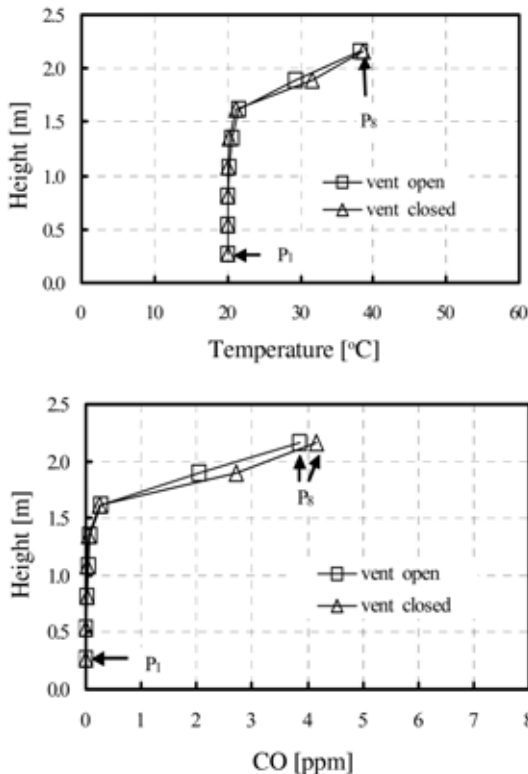 2.5
2.0
1.5
1.0
0.5
0.0
Height [m]
P8
vent open
vent closed
P1
0 10 20 30 40 50 60
Temperature [°C]
2.5
2.0
1.5
1.0
0.5
0.0
Height [m]
P8
vent open
vent closed
P1
0 1 2 3 4 5 6 7 8
CO [ppm]